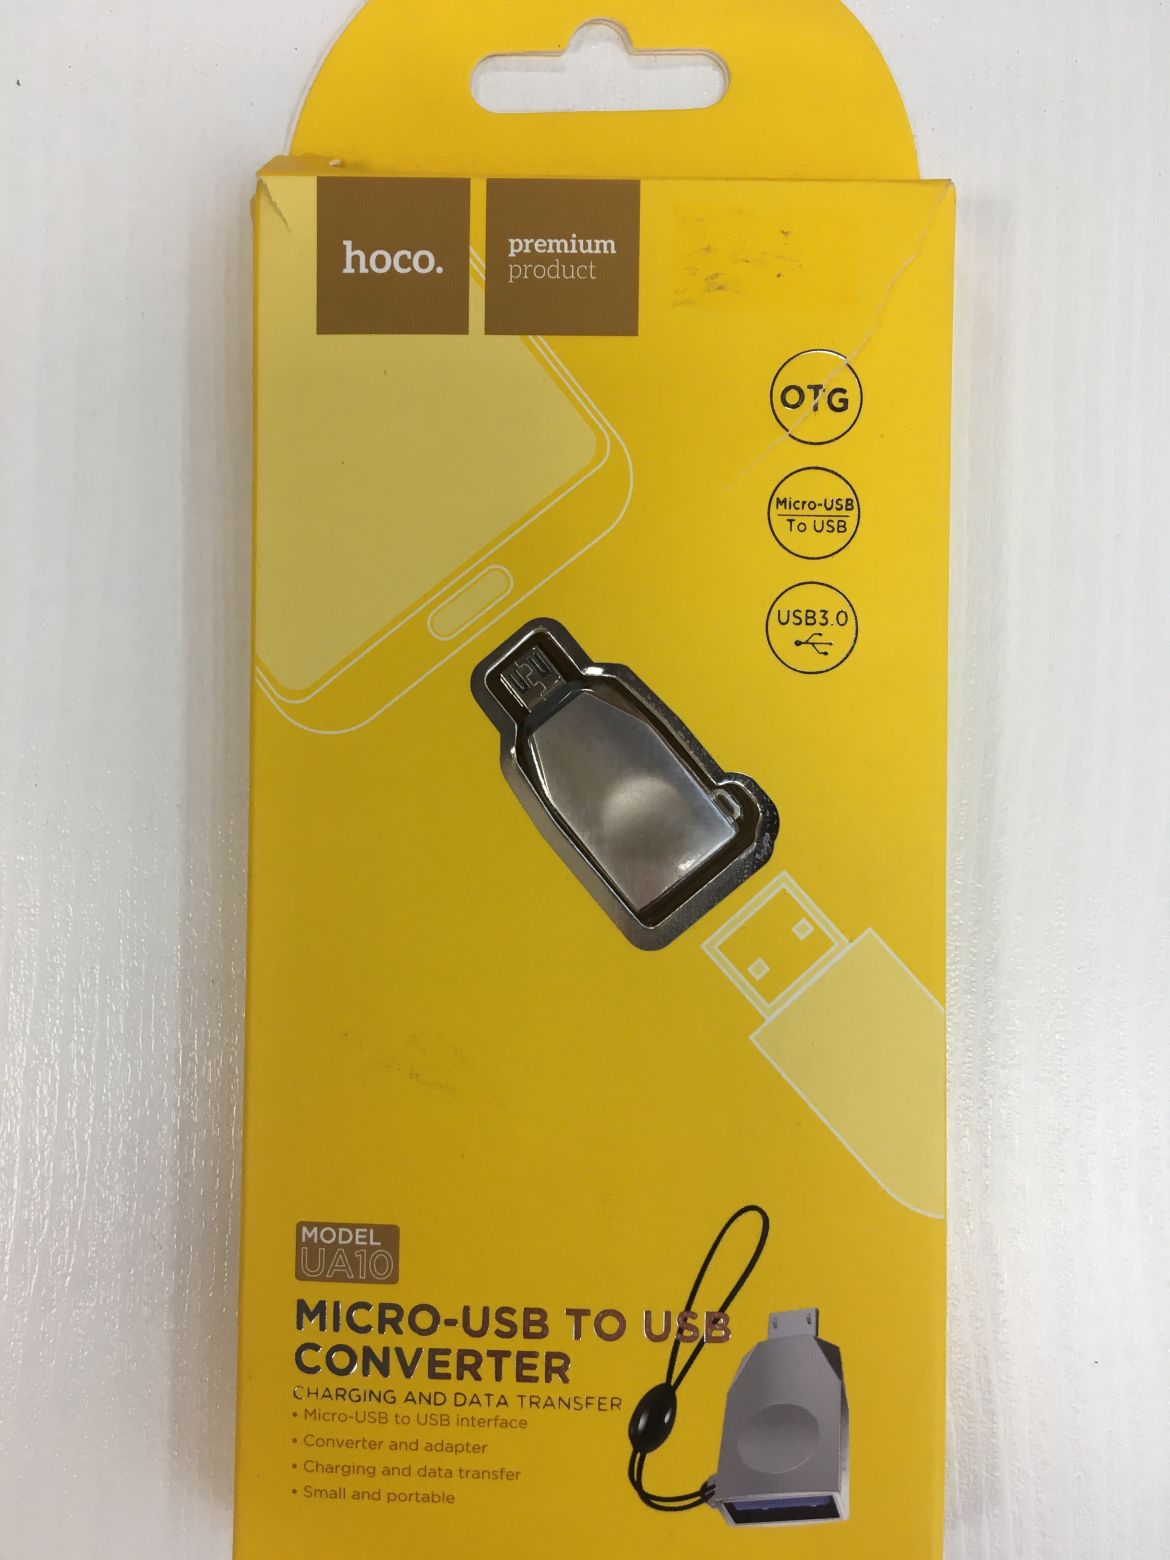 hoco.
premium
product
OTG
Micro-USB
To USB
USB3.0
MODEL
UA10
MICRO-USB TO USB
CONVERTER
CHARGING AND DATA TRANSFER
• Micro-USB to USB interface
• Converter and adapter
• Charging and data transfer
• Small and portable